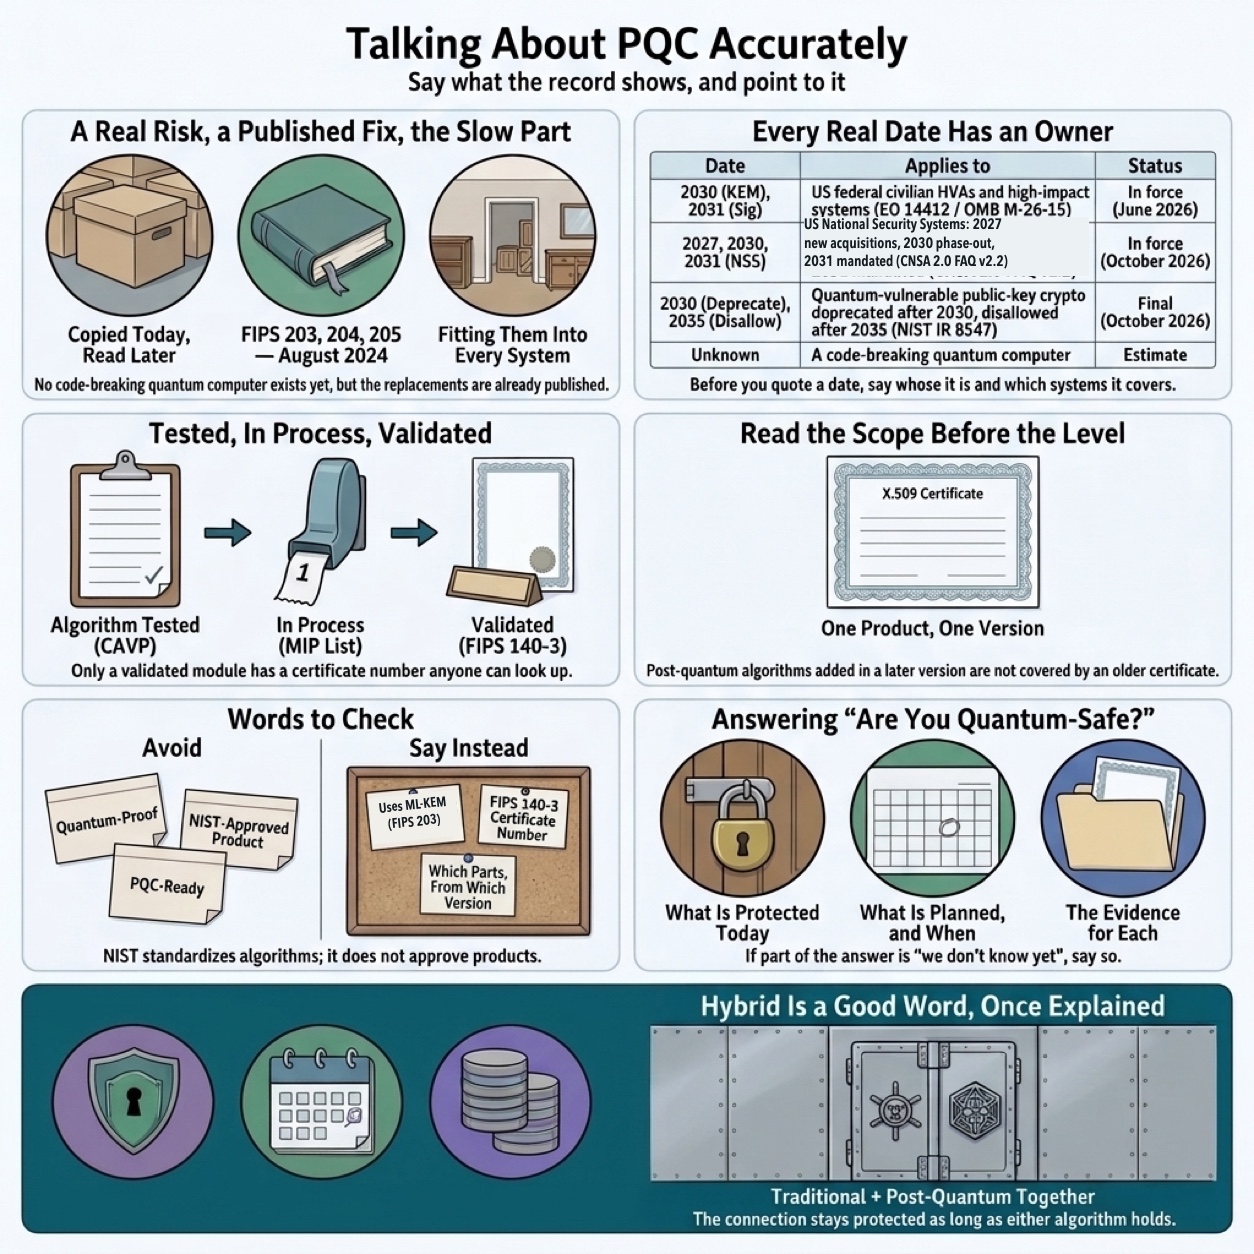 Talking About PQC Accurately
Say what the record shows, and point to it
A Real Risk, a Published Fix, the Slow Part
Copied Today,
Read Later
FIPS 203, 204, 205
— August 2024
Fitting Them Into
Every System
No code-breaking quantum computer exists yet, but the replacements are already published.
Every Real Date Has an Owner
Date
Applies to
Status
2030 (KEM),
2031 (Sig)
US federal civilian HVAs and high-impact
systems (EO 14412 / OMB M-26-15)
In force
(June 2026)
2027, 2030,
2031 (NSS)
US National Security Systems: 2027
new acquisitions, 2030 phase-out,
2031 mandated (CNSA 2.0 FAQ v2.2)
In force
(October 2026)
2030 (Deprecate),
2035 (Disallow)
Quantum-vulnerable public-key crypto
doprecated after 2030, disallowed
after 2035 (NIST IR 8547)
Final
(October 2026)
Unknown
A code-breaking quantum computer
Estimate
Before you quote a date, say whose it is and which systems it covers.
Tested, In Process, Validated
1
Algorithm Tested
(CAVP)
In Process
(MIP List)
Validated
(FIPS 140-3)
Only a validated module has a certificate number anyone can look up.
Read the Scope Before the Level
X.509 Certificate
One Product, One Version
Post-quantum algorithms added in a later version are not covered by an older certificate.
Words to Check
Avoid
Quantum-Proof
NIST-Approved
Product
PQC-Ready
Say Instead
Uses ML-KEM
(FIPS 203)
FIPS 140-3
Certificate
Number
Which Parts,
From Which
Version
NIST standardizes algorithms; it does not approve products.
Answering “Are You Quantum-Safe?”
What Is Protected
Today
What Is Planned,
and When
The Evidence
for Each
If part of the answer is “we don't know yet”, say so.
Hybrid Is a Good Word, Once Explained
Traditional + Post-Quantum Together
The connection stays protected as long as either algorithm holds.